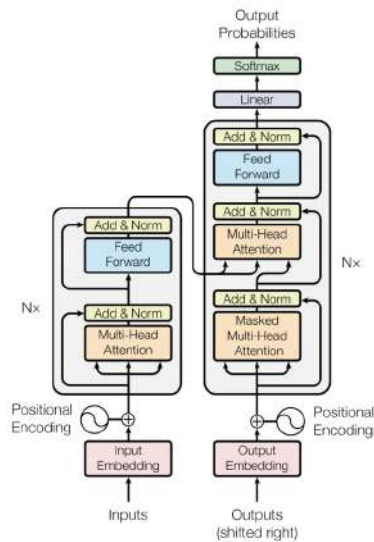 Output
Probabilities
Softmax
Linear
Add & Norm
Feed
Forward
Add & Norm
Multi-Head
Attention
Nx
Add & Norm
Masked
Multi-Head
Attention
Add & Norm
Feed
Forward
Nx
Add & Norm
Multi-Head
Attention
Positional
Encoding
Positional
Encoding
Input
Embedding
Output
Embedding
Inputs
Outputs
(shifted right)